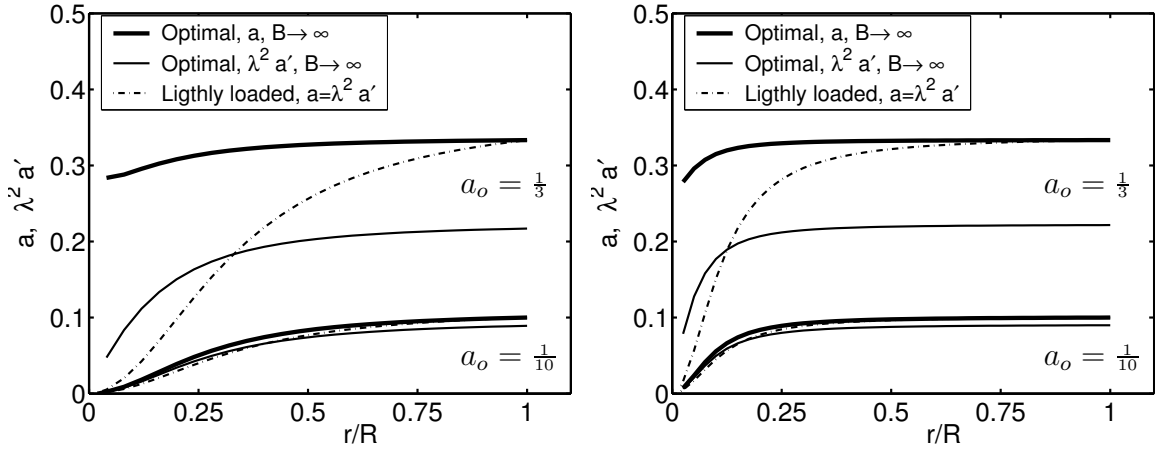 0.5
0.4
0.3
0.2
0.1
0
a, λ² a′
Optimal, a, B→ ∞
Optimal, λ² a′, B→ ∞
Ligthly loaded, a=λ² a′
a_o = 1/3
a_o = 1/10
0 0.25 0.5 0.75 1
r/R
0.5
0.4
0.3
0.2
0.1
0
a, λ² a′
Optimal, a, B→ ∞
Optimal, λ² a′, B→ ∞
Ligthly loaded, a=λ² a′
a_o = 1/3
a_o = 1/10
0 0.25 0.5 0.75 1
r/R